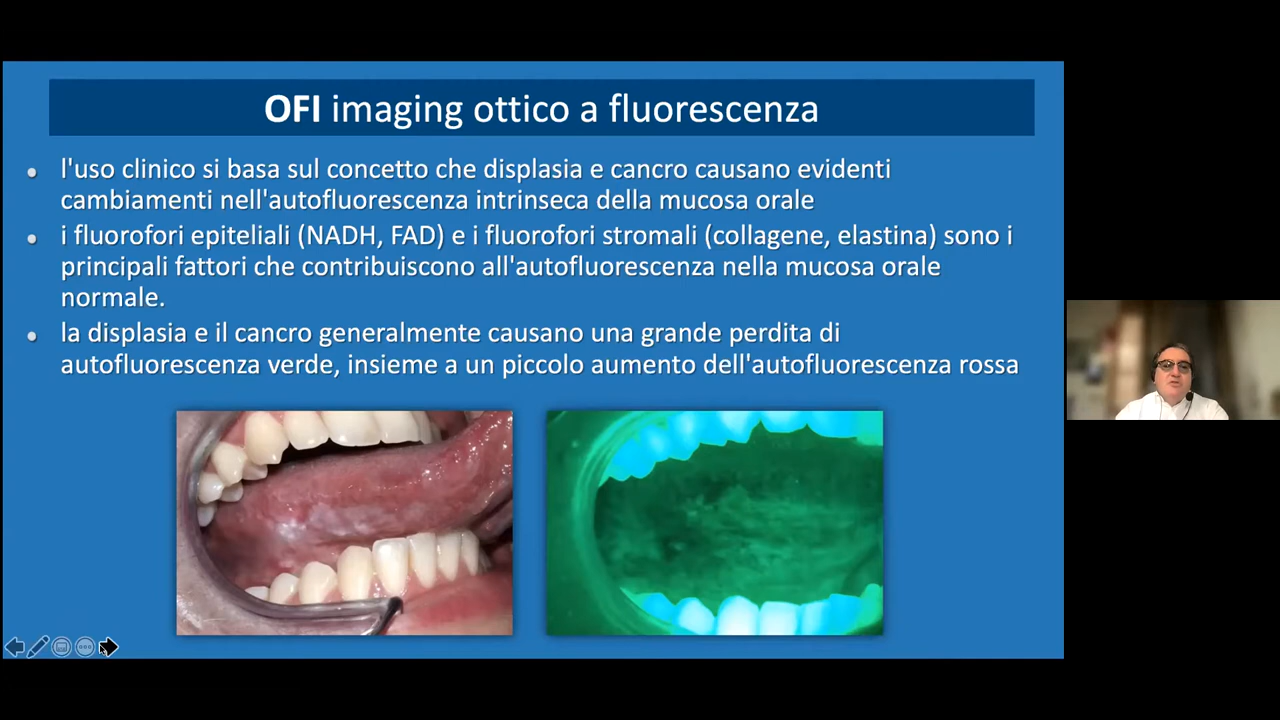 OFI imaging ottico a fluorescenza
l'uso clinico si basa sul concetto che displasia e cancro causano evidenti
cambiamenti nell'autofluorescenza intrinseca della mucosa orale
i fluorofori epiteliali (NADH, FAD) e i fluorofori stromali (collagene, elastina) sono i
principali fattori che contribuiscono all'autofluorescenza nella mucosa orale
normale.
la displasia e il cancro generalmente causano una grande perdita di
autofluorescenza verde, insieme a un piccolo aumento dell'autofluorescenza rossa